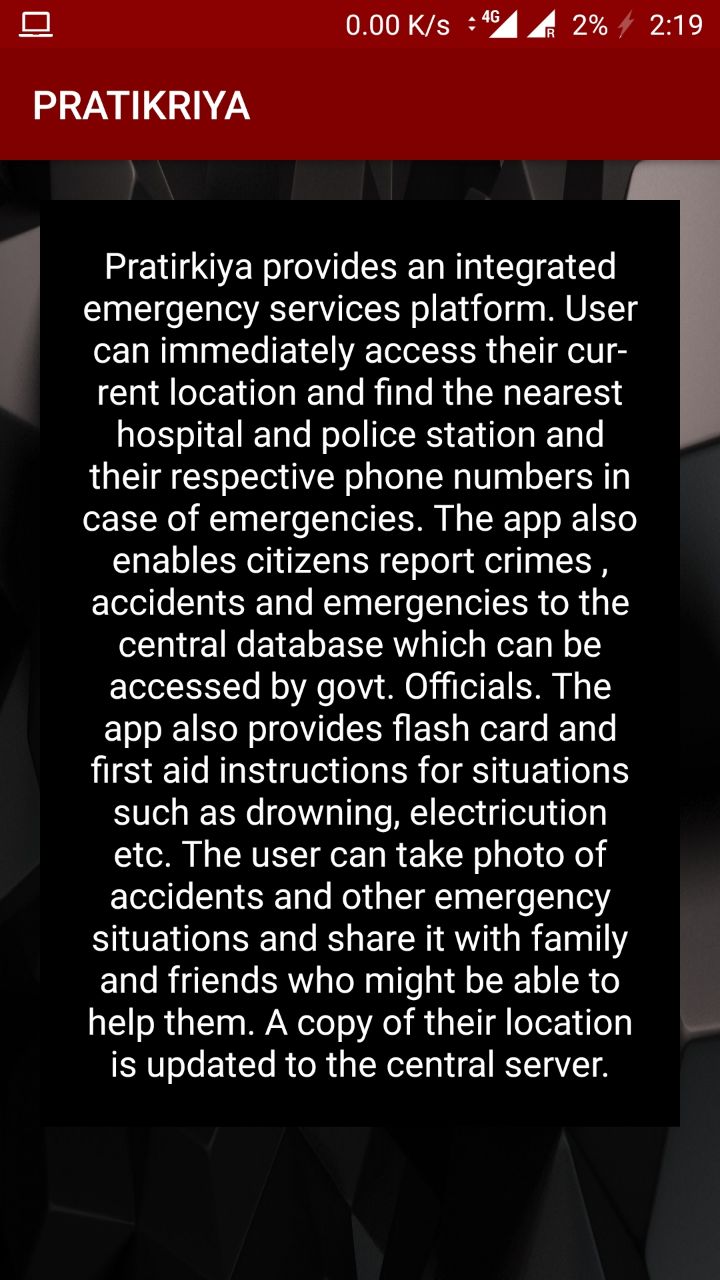 0.00 K/s 4G R 2% 2:19
PRATIKRIYA
Pratirkiya provides an integrated
emergency services platform. User
can immediately access their cur-
rent location and find the nearest
hospital and police station and
their respective phone numbers in
case of emergencies. The app also
enables citizens report crimes ,
accidents and emergencies to the
central database which can be
accessed by govt. Officials. The
app also provides flash card and
first aid instructions for situations
such as drowning, electricution
etc. The user can take photo of
accidents and other emergency
situations and share it with family
and friends who might be able to
help them. A copy of their location
is updated to the central server.